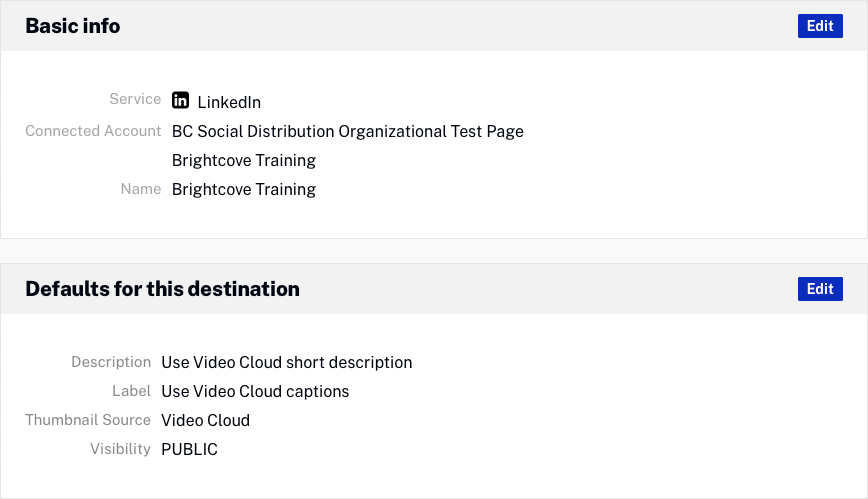 Basic info
Edit
Service in LinkedIn
Connected Account BC Social Distribution Organizational Test Page
Brightcove Training
Name Brightcove Training
Defaults for this destination
Edit
Description Use Video Cloud short description
Label Use Video Cloud captions
Thumbnail Source Video Cloud
Visibility PUBLIC